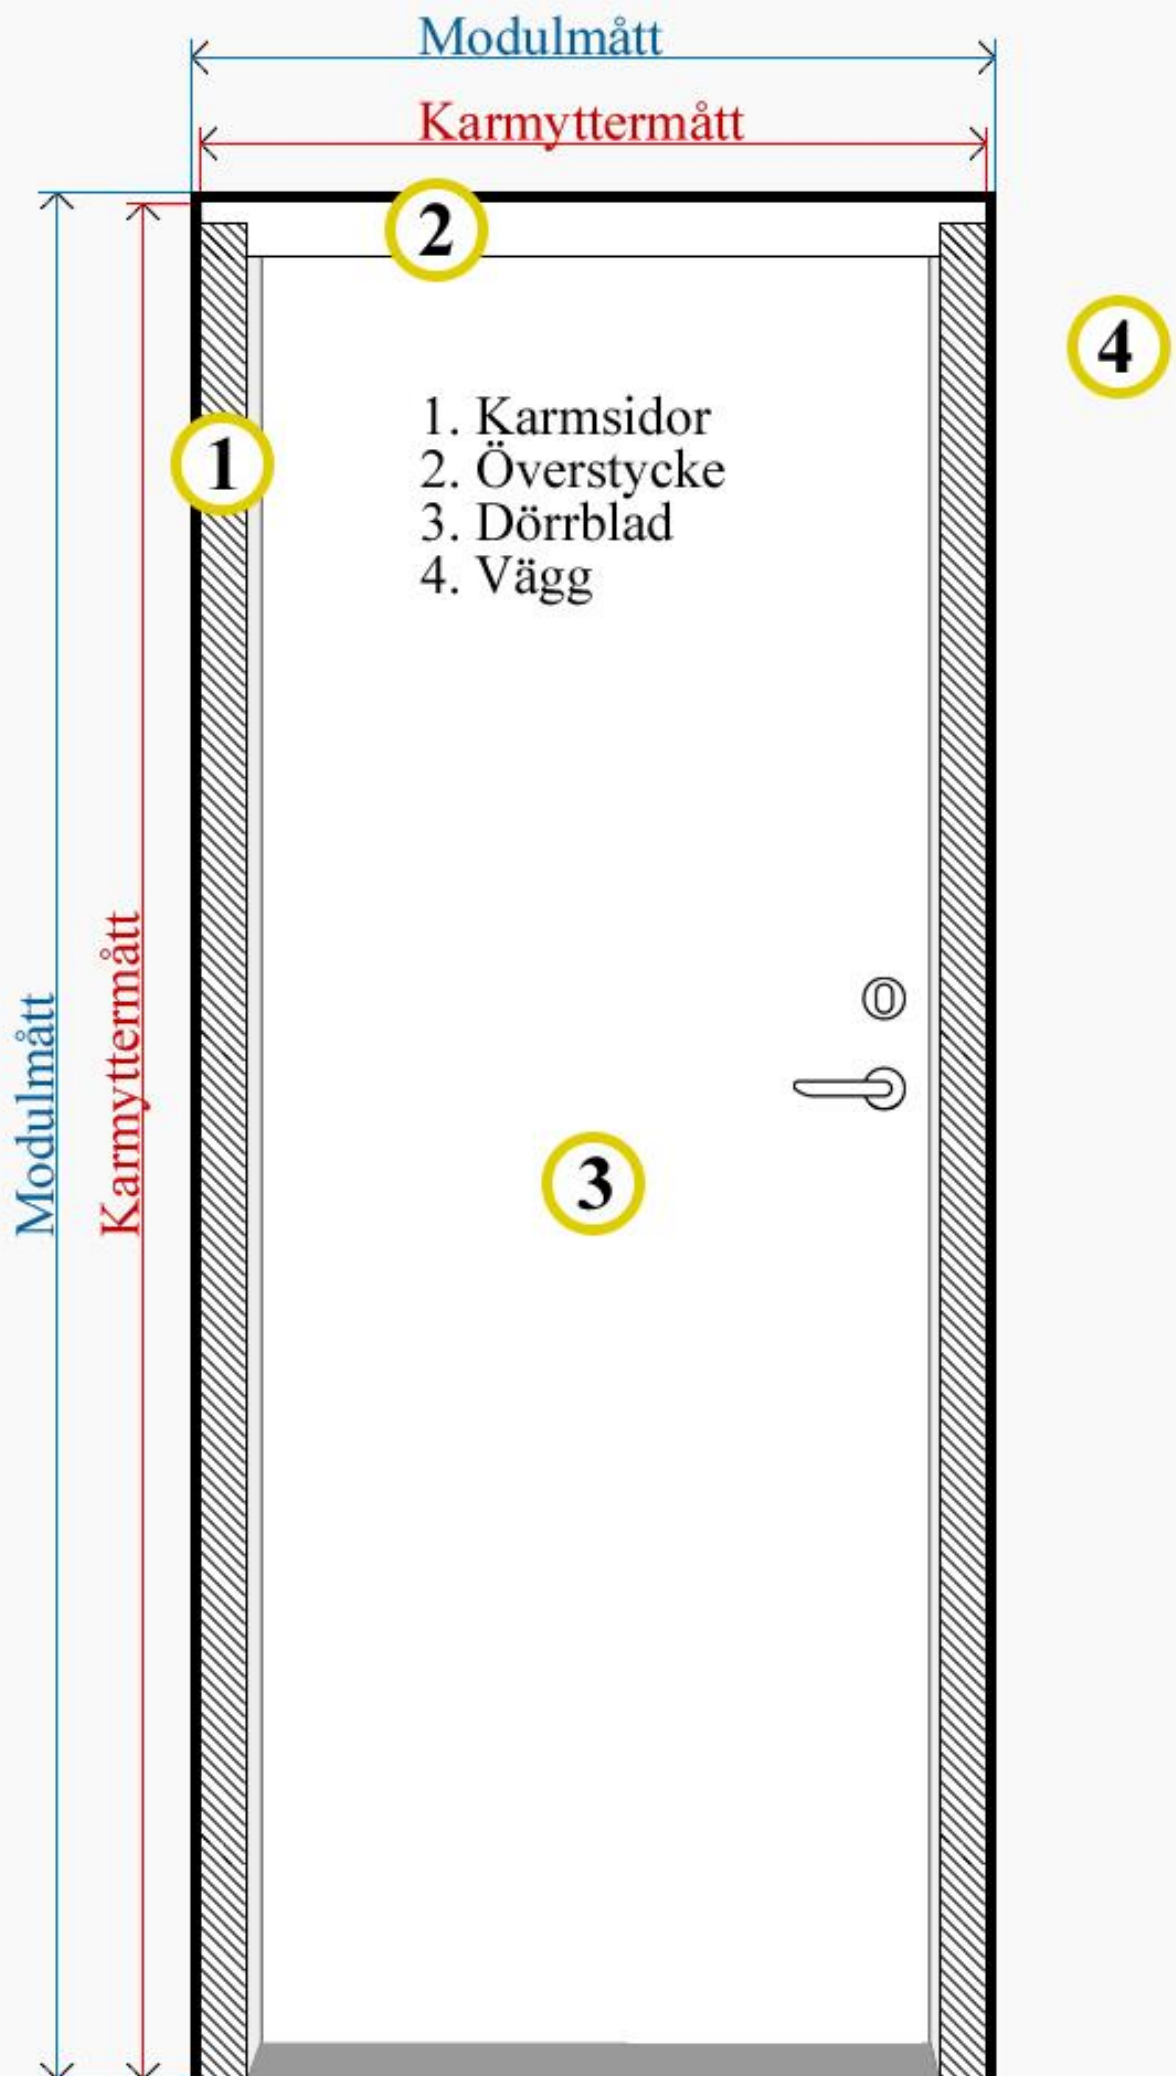 Modulmått
Karmyttermått
2
4
1. Karmsidor
2. Överstycke
3. Dörrblad
4. Vägg
1
Modulmått
Karmyttermått
3